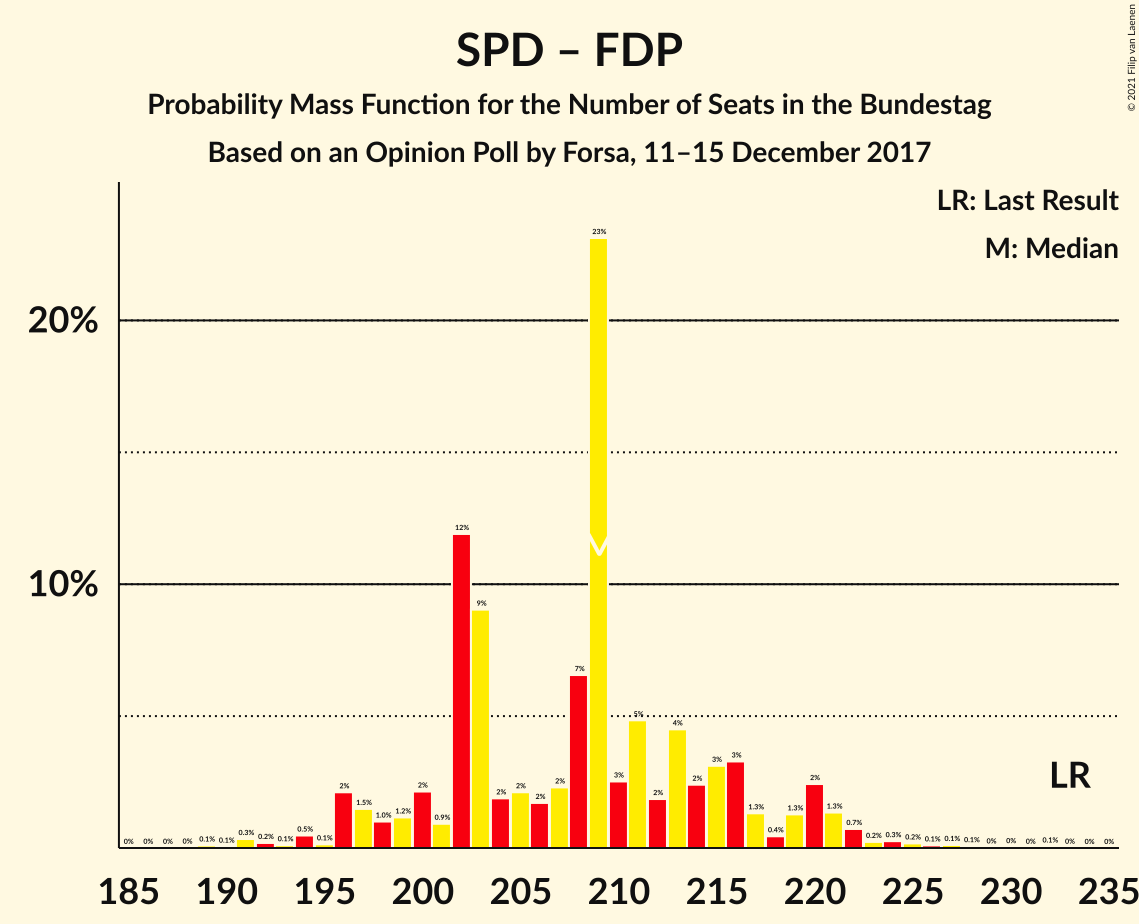 SPD – FDP
Probability Mass Function for the Number of Seats in the Bundestag
Based on an Opinion Poll by Forsa, 11–15 December 2017
© 2021 Filip van Laenen
LR: Last Result
M: Median
20%
10%
0% 0% 0% 0% 0.1% 0.1% 0.3% 0.2% 0.1% 0.5% 0.1% 2% 1.5% 1.0% 1.2% 2% 0.9% 12% 9% 2% 2% 2% 2% 7% 23% 3% 5% 2% 4% 2% 3% 3% 1.3% 0.4% 1.3% 2% 1.3% 0.7% 0.2% 0.3% 0.2% 0.1% 0.1% 0.1% 0% 0% 0% 0.1% 0% 0% 0%
M
LR
185 190 195 200 205 210 215 220 225 230 235